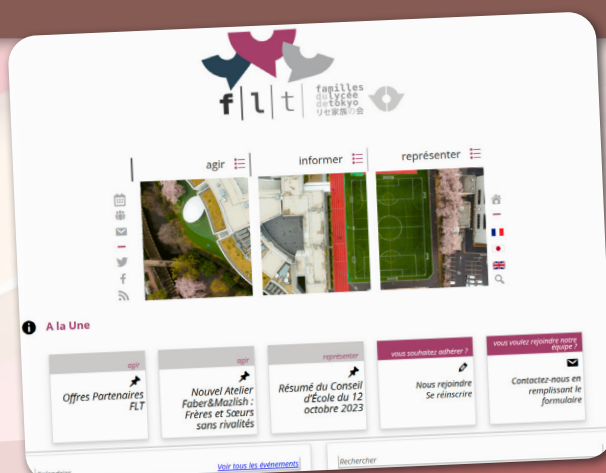 f l t
familles
du lycée
de tōkyō
リセ家族の会
agir
informer
représenter
A la Une
agir
Offres Partenaires
FLT
agir
Nouvel Atelier
Faber&Mazlish :
Frères et Sœurs
sans rivalités
représenter
Résumé du Conseil
d'École du 12
octobre 2023
vous souhaitez adhérer ?
Nous rejoindre
Se réinscrire
vous voulez rejoindre notre
équipe ?
Contactez-nous en
remplissant le
formulaire
Voir tous les événements
Rechercher